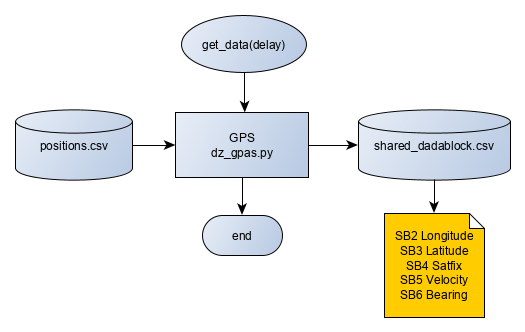 get_data(delay)
positions.csv
GPS
dz_gpas.py
shared_dadablock.csv
end
SB2 Longitude
SB3 Latitude
SB4 Satfix
SB5 Velocity
SB6 Bearing